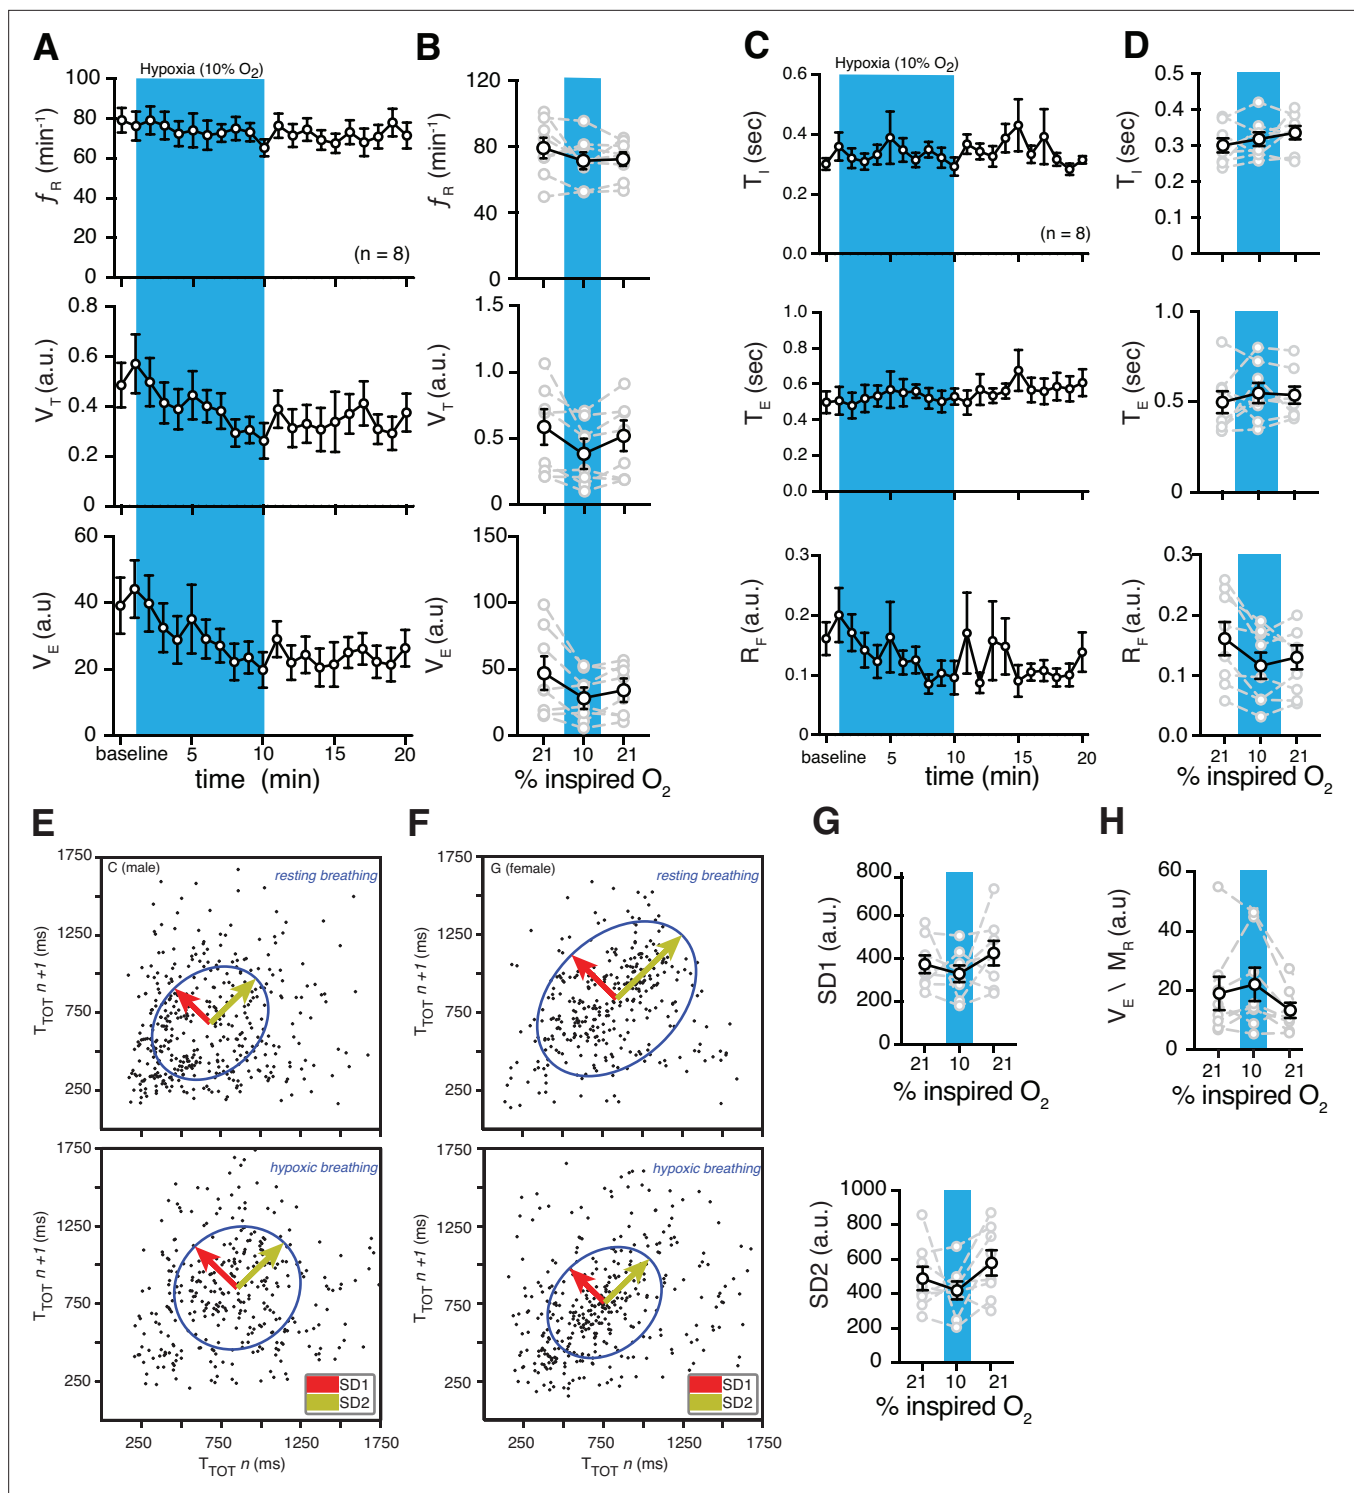 A
B
C
D
Hypoxia (10% O2)
100
80
60
40
20
0
fR (min-1)
(n = 8)
120
80
40
0
fR (min-1)
Hypoxia (10% O2)
0.6
0.4
0.2
0.0
TI (sec)
(n = 8)
0.5
0.4
0.3
0.2
0.1
0
TI (sec)
0.8
0.6
0.4
0.2
0
VT (a.u.)
1.5
1.0
0.5
0
VT (a.u.)
1.0
0.8
0.6
0.4
0.2
0.0
TE (sec)
1.0
0.5
0
TE (sec)
60
40
20
0
VE (a.u)
baseline 5 10 15 20
time (min)
150
100
50
0
VE (a.u)
21 10 21
% inspired O2
0.3
0.2
0.1
0
RF (a.u.)
baseline 5 10 15 20
time (min)
0.3
0.2
0.1
0.0
RF (a.u.)
21 10 21
% inspired O2
E
F
G
H
1750
1250
750
250
TTOT n+1 (ms)
C (male)
resting breathing
1750
1250
750
250
TTOT n+1 (ms)
G (female)
resting breathing
800
600
400
200
0
SD1 (a.u.)
21 10 21
% inspired O2
60
40
20
0
VE \ MR (a.u)
21 10 21
% inspired O2
1750
1250
750
250
TTOT n+1 (ms)
hypoxic breathing
SD1
SD2
250 750 1250 1750
TTOT n (ms)
1750
1250
750
250
TTOT n+1 (ms)
hypoxic breathing
SD1
SD2
250 750 1250 1750
TTOT n (ms)
1000
800
600
400
200
0
SD2 (a.u.)
21 10 21
% inspired O2